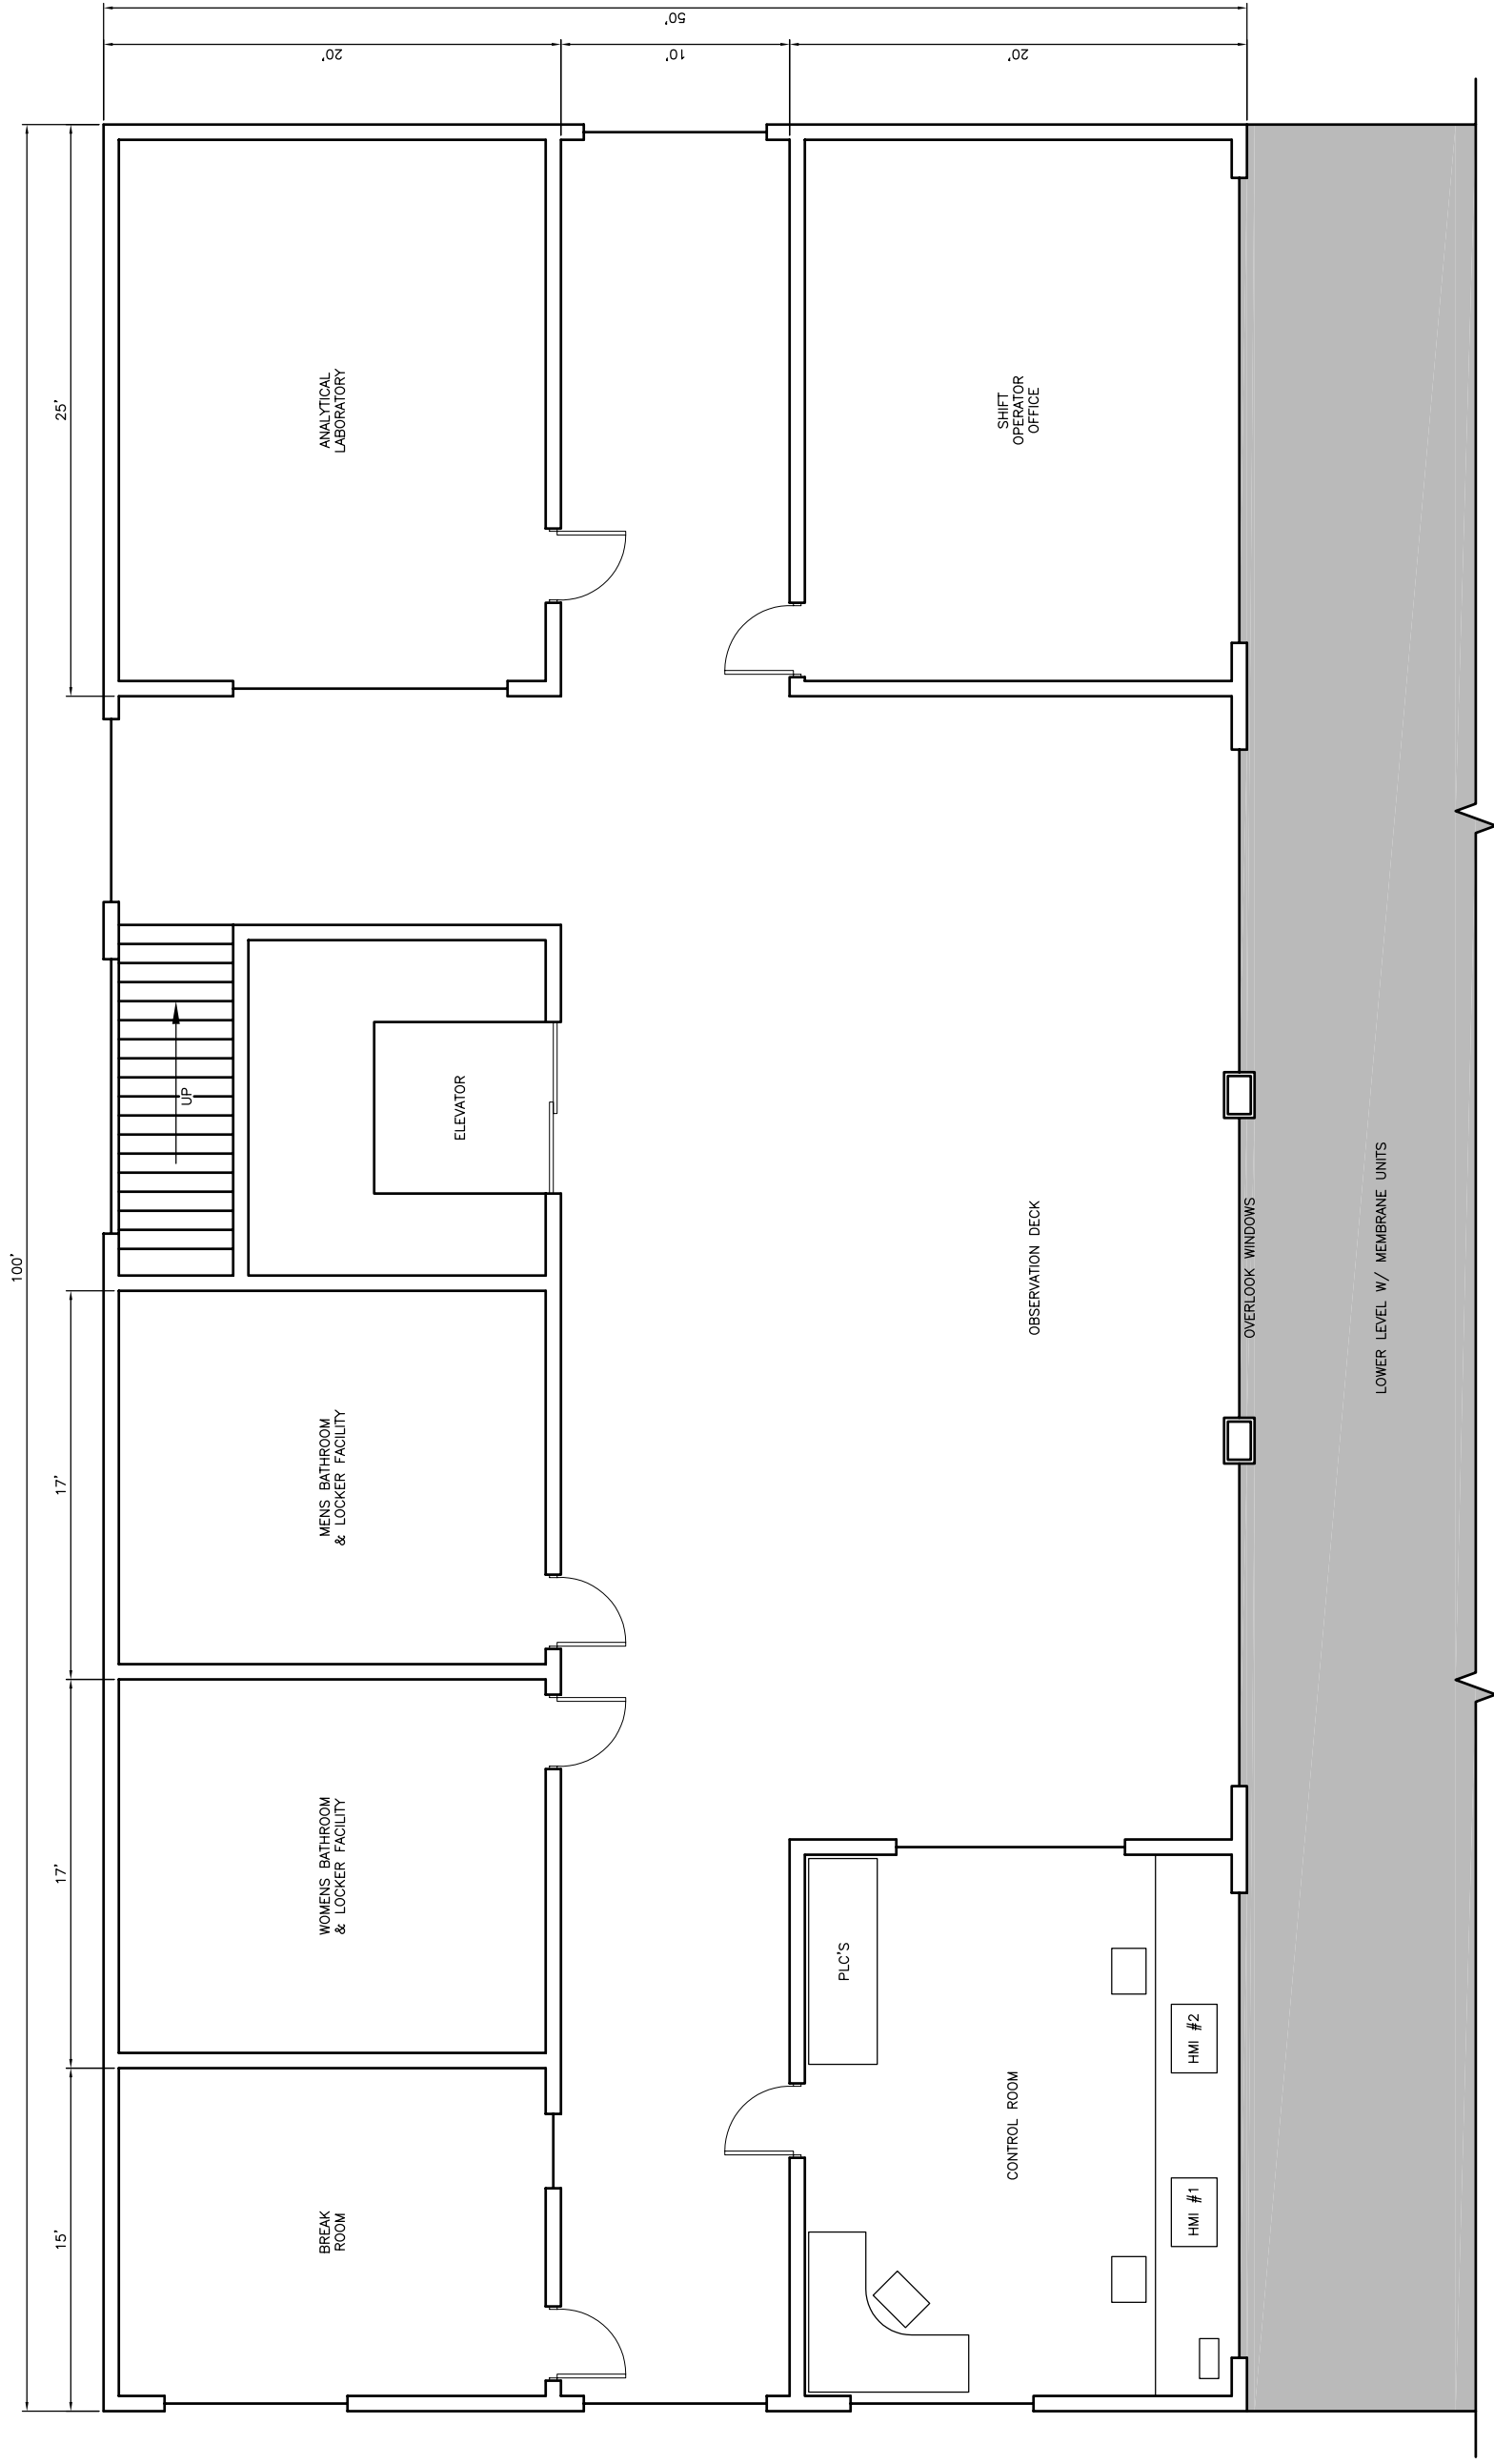 100'
15'
17'
17'
25'
BREAK
ROOM
WOMENS BATHROOM
& LOCKER FACILITY
MENS BATHROOM
& LOCKER FACILITY
UP
ELEVATOR
ANALYTICAL
LABORATORY
20'
10'
20'
50'
CONTROL ROOM
PLC'S
HMI #1
HMI #2
OBSERVATION DECK
SHIFT
OPERATOR
OFFICE
OVERLOOK WINDOWS
LOWER LEVEL W/ MEMBRANE UNITS